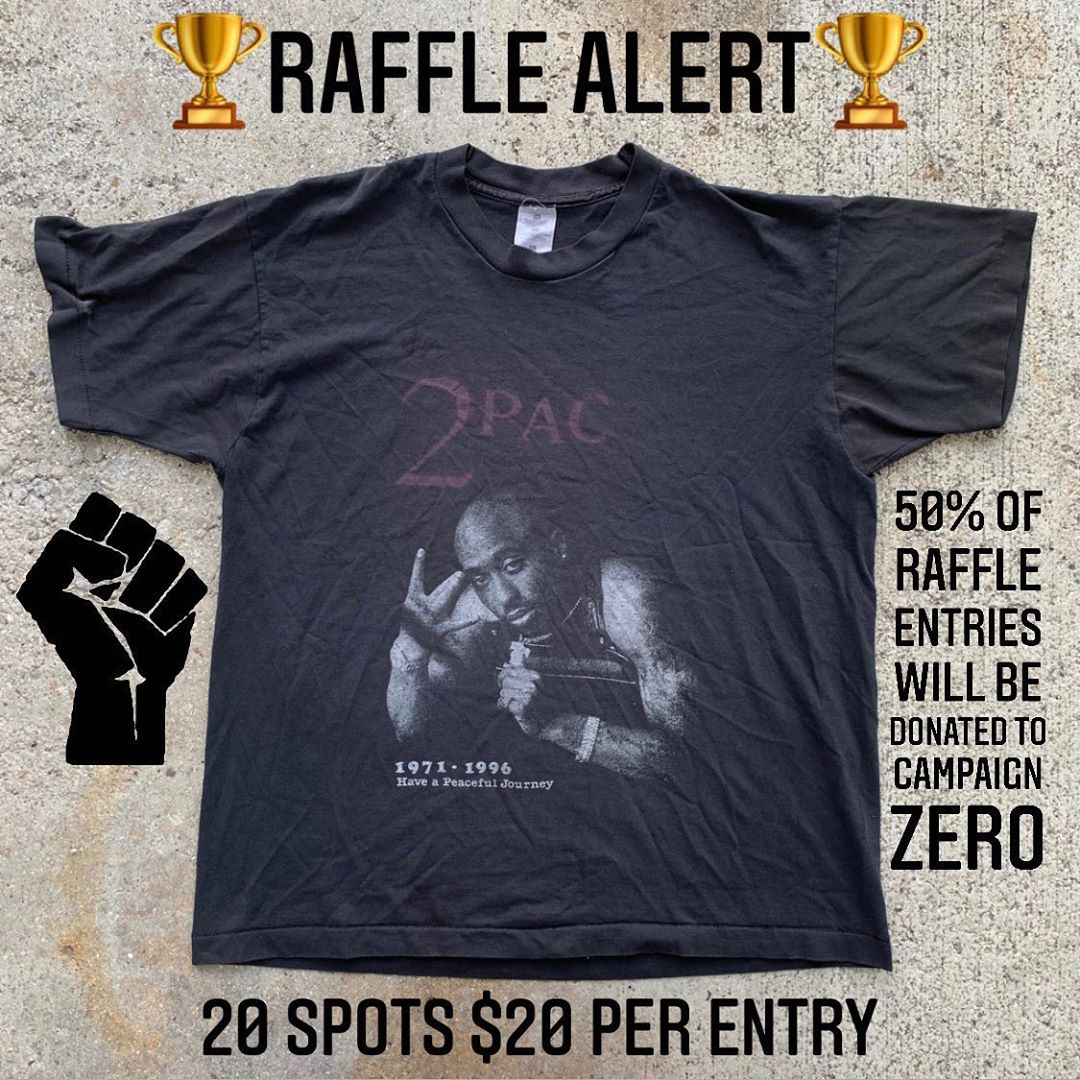 RAFFLE ALERT
2PAC
1971 - 1996
Have a Peaceful Journey
50% OF
RAFFLE
ENTRIES
WILL BE
DONATED TO
CAMPAIGN
ZERO
20 SPOTS $20 PER ENTRY